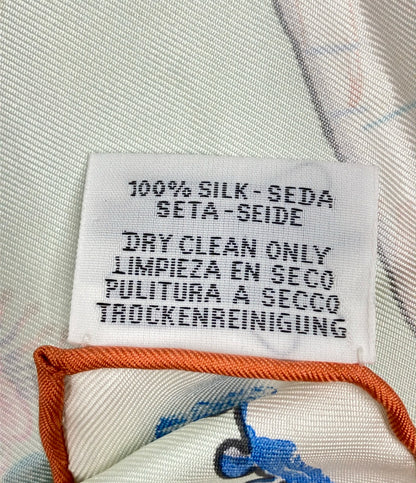 100% SILK - SEDA
SETA - SEIDE
DRY CLEAN ONLY
LIMPIEZA EN SECO
PULITURA A SECCO
TROCKENREINIGUNG